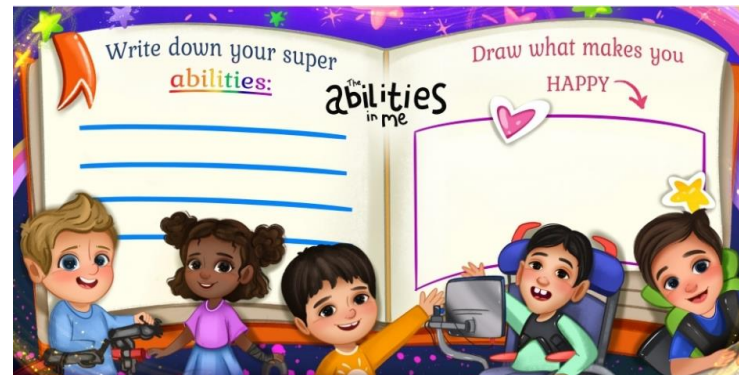 Write down your super
abilities:
The
abilities
in me
Draw what makes you
HAPPY